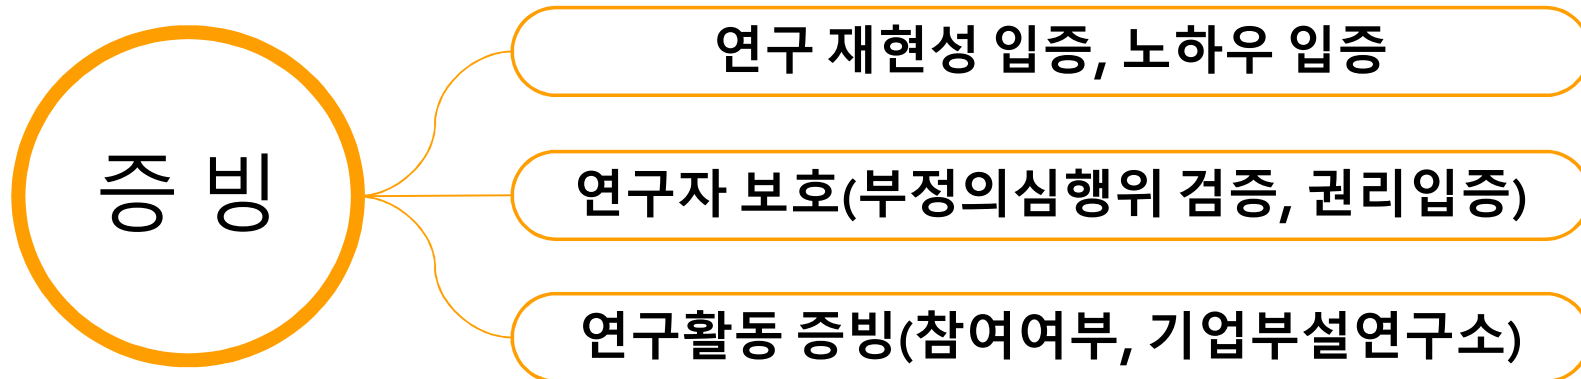 증 빙
연구 재현성 입증, 노하우 입증
연구자 보호(부정의심행위 검증, 권리입증)
연구활동 증빙(참여여부, 기업부설연구소)